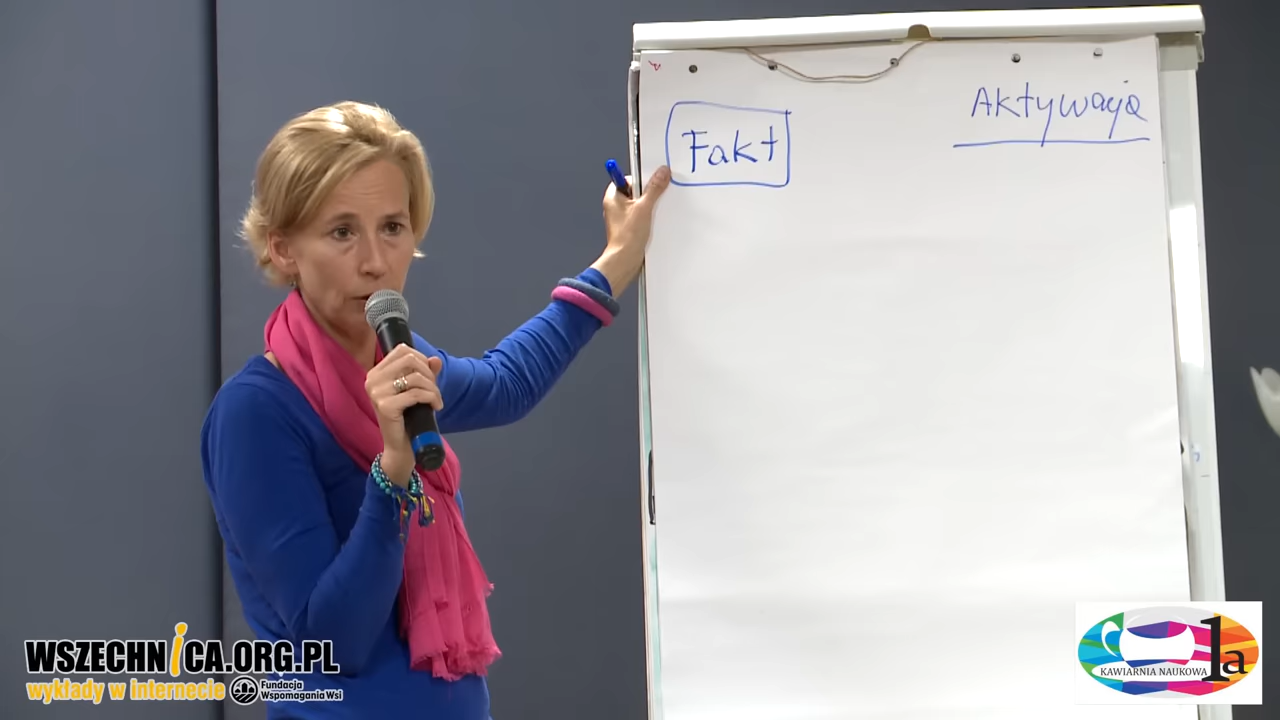 Aktywacja
Fakt
WSZECHNICA.ORG.PL
wykłady w internecie
Fundacja
Wspomagania Wsi
1a
KAWIARNIA NAUKOWA